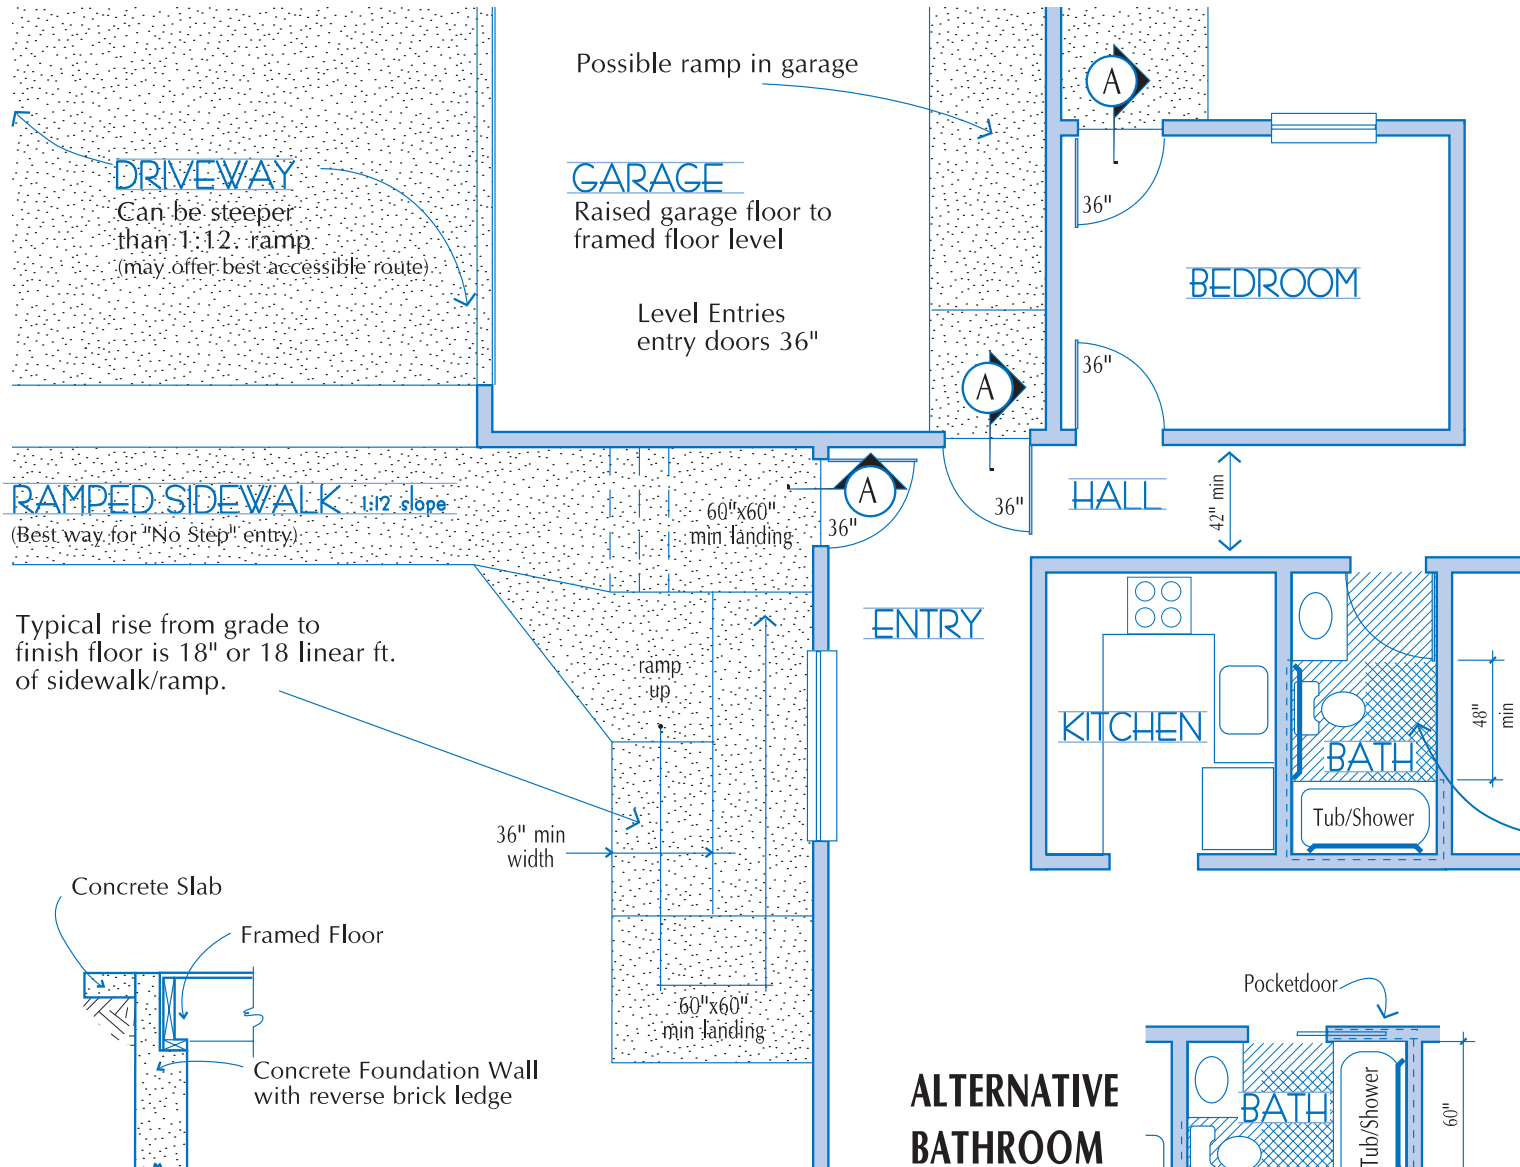 Possible ramp in garage
A
DRIVEWAY
Can be steeper
than 1:12. ramp
(may offer best accessible route)
GARAGE
Raised garage floor to
framed floor level
Level Entries
entry doors 36"
36"
BEDROOM
36"
A
RAMPED SIDEWALK 1:12 slope
(Best way for "No Step" entry)
60"x60"
min landing
A
36"
36"
HALL
42" min
Typical rise from grade to
finish floor is 18" or 18 linear ft.
of sidewalk/ramp.
ENTRY
ramp
up
KITCHEN
BATH
48"
min
Tub/Shower
36" min
width
Concrete Slab
Framed Floor
60"x60"
min landing
Concrete Foundation Wall
with reverse brick ledge
Pocketdoor
ALTERNATIVE
BATHROOM
BATH
Tub/Shower
60"